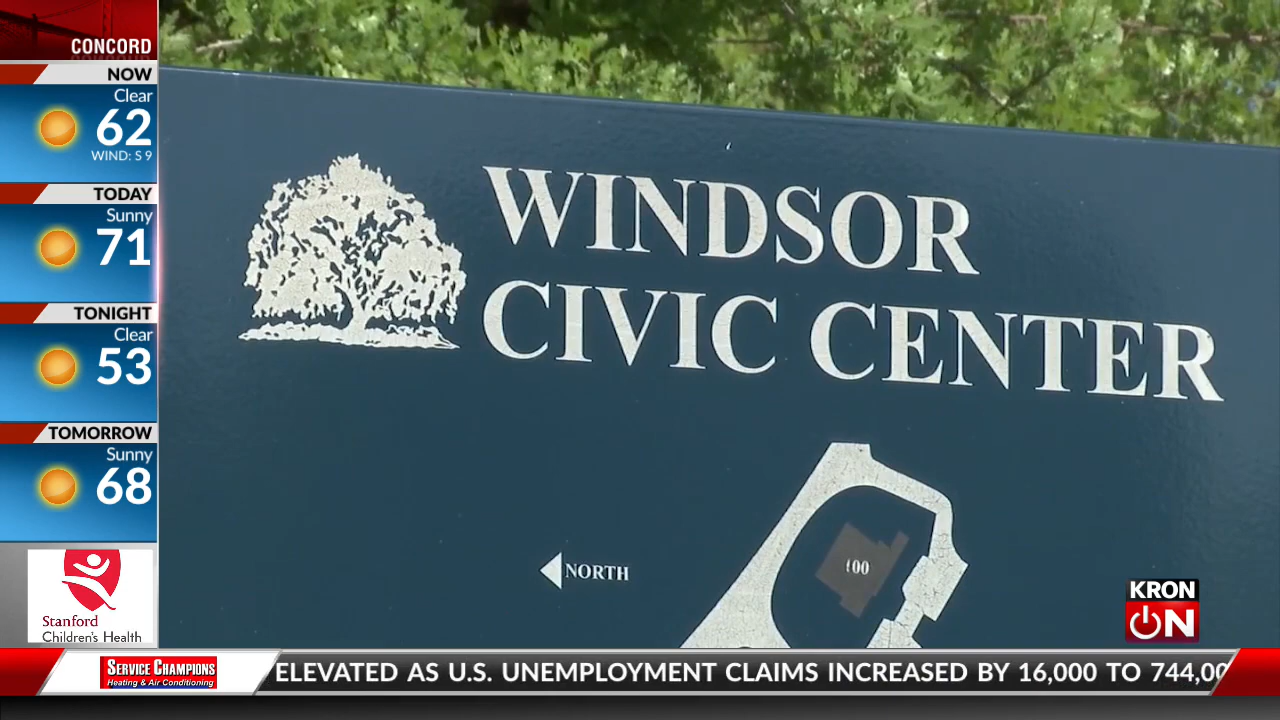 CONCORD
NOW
Clear
62
WIND: S 9
TODAY
Sunny
71
TONIGHT
Clear
53
TOMORROW
Sunny
68
Stanford
Children's Health
WINDSOR
CIVIC CENTER
NORTH
100
KRON
ON
SERVICE CHAMPIONS
Heating & Air Conditioning
ELEVATED AS U.S. UNEMPLOYMENT CLAIMS INCREASED BY 16,000 TO 744,00